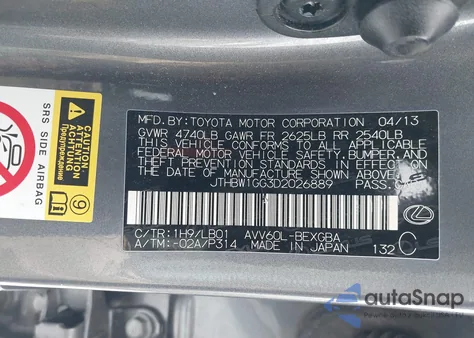 SRS SIDE AIRBAG
CAUTION
ATTENTION
Предупреждение
MFD.BY:TOYOTA MOTOR CORPORATION 04/13
GVWR 4740LB GAWR FR 2625LB RR 2540LB
THIS VEHICLE CONFORMS TO ALL APPLICABLE
FEDERAL MOTOR VEHICLE SAFETY,BUMPER,AND
THEFT PREVENTION STANDARDS IN EFFECT ON
THE DATE OF MANUFACTURE SHOWN ABOVE.
JTHBW1GG3D2026889 PASS.CAR
C/TR:1H9/LB01 AVV60L-BEXGBA
A/TM:-02A/P314 MADE IN JAPAN 132 C
autoSnap